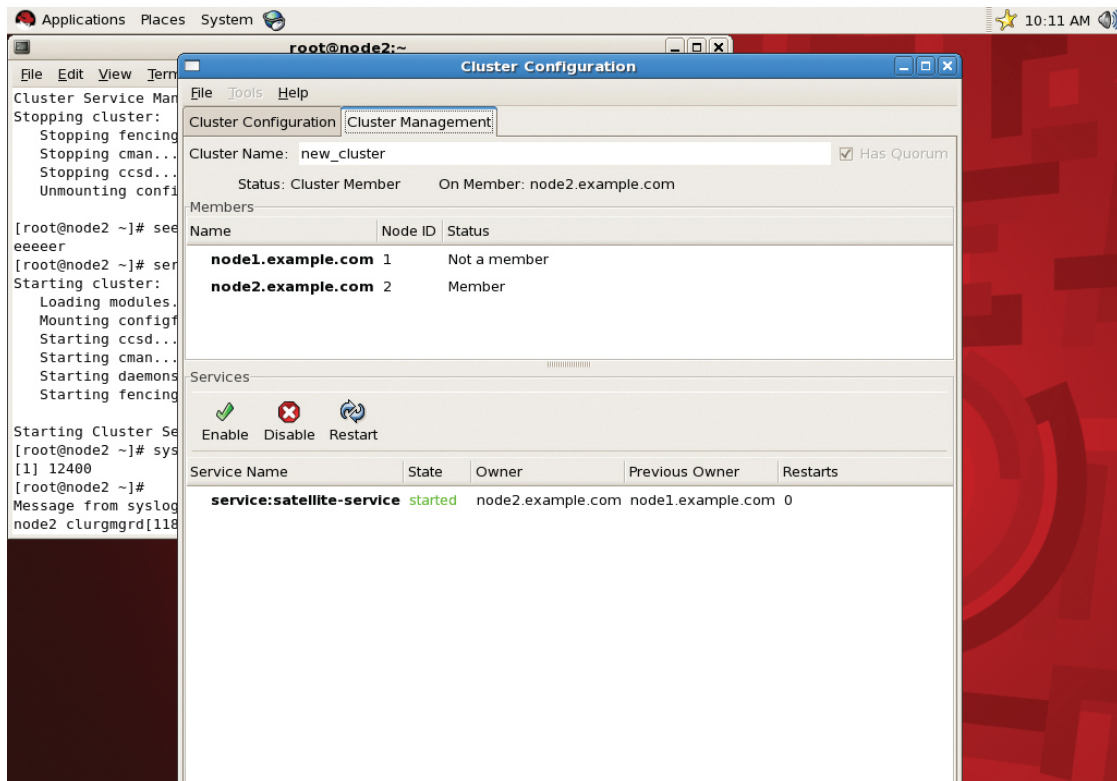 Applications Places System
10:11 AM
root@node2:~
File Edit View Term
Cluster Service Man
Stopping cluster:
Stopping fencing
Stopping cman...
Stopping ccsd...
Unmounting confi
[root@node2 ~]# see
eeeeer
[root@node2 ~]# ser
Starting cluster:
Loading modules.
Mounting configf
Starting ccsd...
Starting cman...
Starting daemons
Starting fencing
Starting Cluster Se
[root@node2 ~]# sys
[1] 12400
[root@node2 ~]#
Message from syslog
node2 clurgmgrd[118
Cluster Configuration
File Tools Help
Cluster Configuration Cluster Management
Cluster Name: new_cluster Has Quorum
Status: Cluster Member On Member: node2.example.com
Members
Name Node ID Status
node1.example.com 1 Not a member
node2.example.com 2 Member
Services
Enable Disable Restart
Service Name State Owner Previous Owner Restarts
service:satellite-service started node2.example.com node1.example.com 0